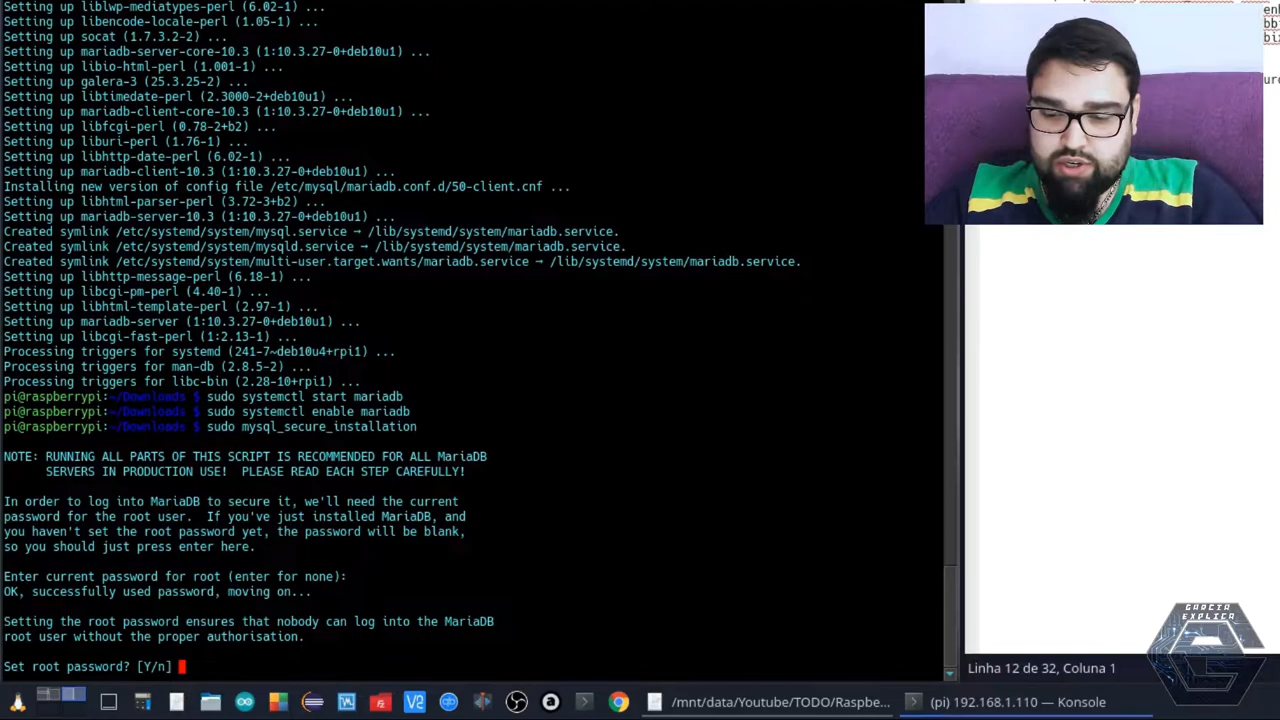 Setting up liblwp-mediatypes-perl (6.02-1) ...
Setting up libencode-locale-perl (1.05-1) ...
Setting up socat (1.7.3.2-2) ...
Setting up mariadb-server-core-10.3 (1:10.3.27-0+deb10u1) ...
Setting up libio-html-perl (1.001-1) ...
Setting up galera-3 (25.3.25-2) ...
Setting up libtimedate-perl (2.3000-2+deb10u1) ...
Setting up mariadb-client-core-10.3 (1:10.3.27-0+deb10u1) ...
Setting up libfcgi-perl (0.78-2+b2) ...
Setting up liburi-perl (1.76-1) ...
Setting up libhttp-date-perl (6.02-1) ...
Setting up mariadb-client-10.3 (1:10.3.27-0+deb10u1) ...
Installing new version of config file /etc/mysql/mariadb.conf.d/50-client.cnf ...
Setting up libhtml-parser-perl (3.72-3+b2) ...
Setting up mariadb-server-10.3 (1:10.3.27-0+deb10u1) ...
Created symlink /etc/systemd/system/mysql.service → /lib/systemd/system/mariadb.service.
Created symlink /etc/systemd/system/mysqld.service → /lib/systemd/system/mariadb.service.
Created symlink /etc/systemd/system/multi-user.target.wants/mariadb.service → /lib/systemd/system/mariadb.service.
Setting up libhttp-message-perl (6.18-1) ...
Setting up libcgi-pm-perl (4.40-1) ...
Setting up libhtml-template-perl (2.97-1) ...
Setting up mariadb-server (1:10.3.27-0+deb10u1) ...
Setting up libcgi-fast-perl (1:2.13-1) ...
Processing triggers for systemd (241-7~deb10u4+rpi1) ...
Processing triggers for man-db (2.8.5-2) ...
Processing triggers for libc-bin (2.28-10+rpi1) ...
pi@raspberrypi:~/Downloads $ sudo systemctl start mariadb
pi@raspberrypi:~/Downloads $ sudo systemctl enable mariadb
pi@raspberrypi:~/Downloads $ sudo mysql_secure_installation
NOTE: RUNNING ALL PARTS OF THIS SCRIPT IS RECOMMENDED FOR ALL MariaDB
SERVERS IN PRODUCTION USE!  PLEASE READ EACH STEP CAREFULLY!
In order to log into MariaDB to secure it, we'll need the current
password for the root user.  If you've just installed MariaDB, and
you haven't set the root password yet, the password will be blank,
so you should just press enter here.
Enter current password for root (enter for none):
OK, successfully used password, moving on...
Setting the root password ensures that nobody can log into the MariaDB
root user without the proper authorisation.
Set root password? [Y/n]
GARCIA
EXPLICA
Linha 12 de 32, Coluna 1
/mnt/data/Youtube/TODO/Raspbe...
(pi) 192.168.1.110 — Konsole